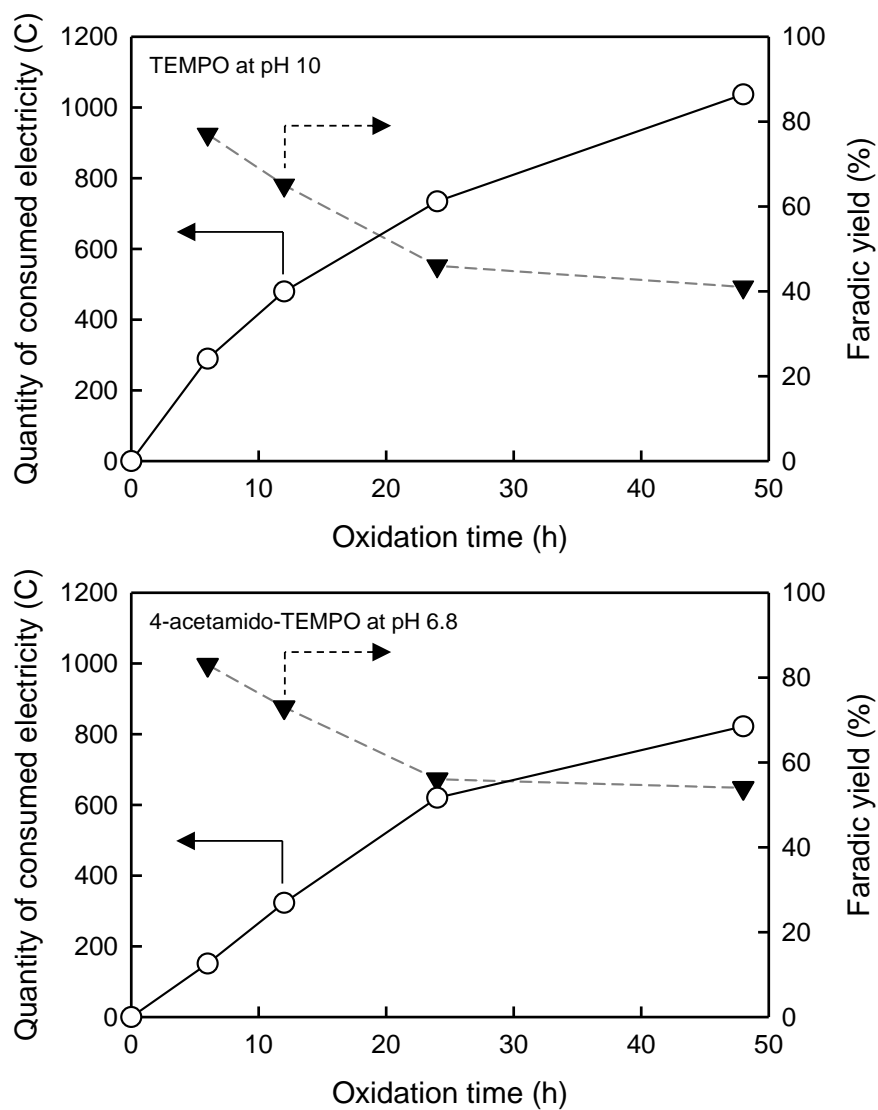 Quantity of consumed electricity (C)
1200
1000
800
600
400
200
0
TEMPO at pH 10
100
80
60
40
20
0
Faradic yield (%)
0 10 20 30 40 50
Oxidation time (h)
Quantity of consumed electricity (C)
1200
1000
800
600
400
200
0
4-acetamido-TEMPO at pH 6.8
100
80
60
40
20
0
Faradic yield (%)
0 10 20 30 40 50
Oxidation time (h)